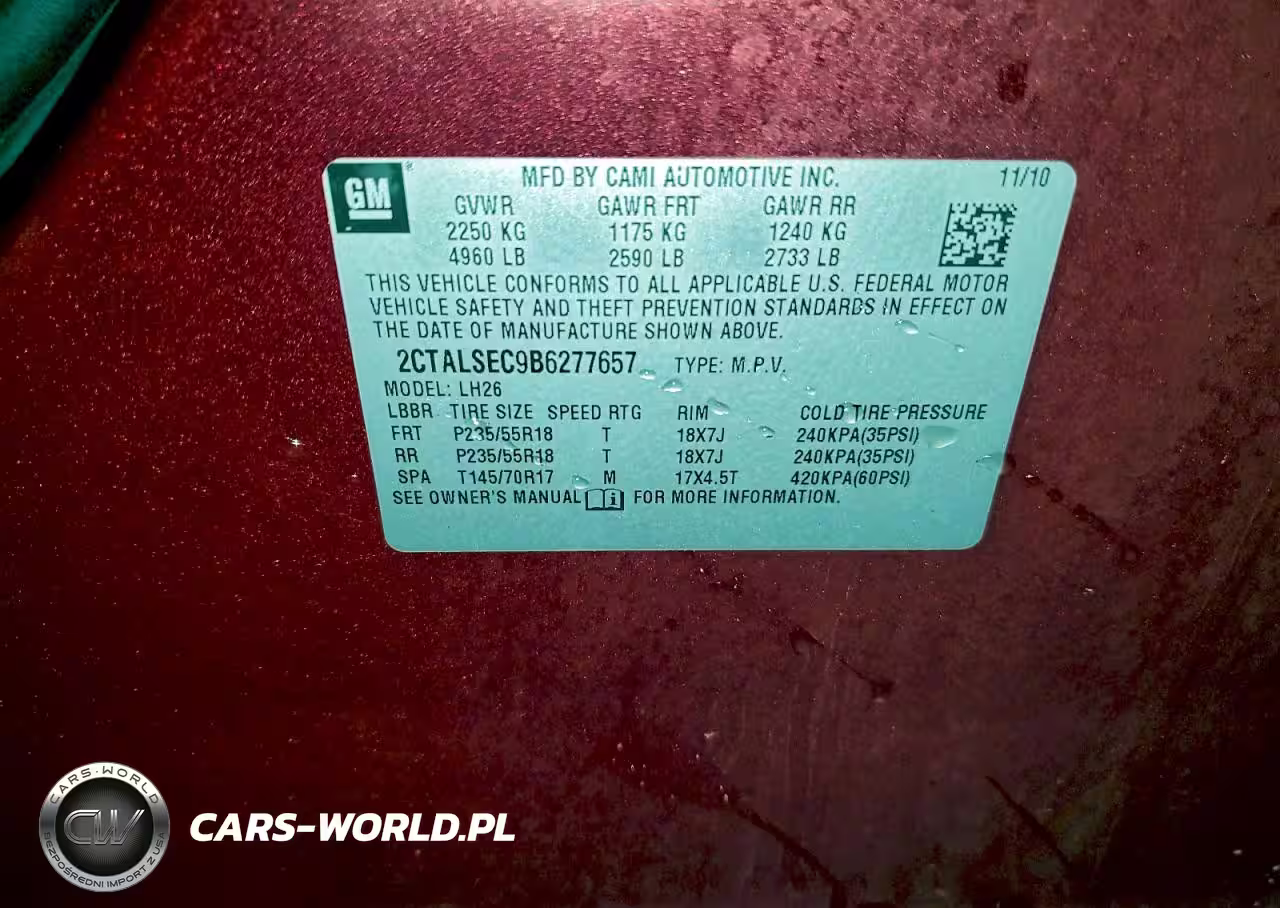 GM
MFD BY CAMI AUTOMOTIVE INC. 11/10
GVWR GAWR FRT GAWR RR
2250 KG 1175 KG 1240 KG
4960 LB 2590 LB 2733 LB
THIS VEHICLE CONFORMS TO ALL APPLICABLE U.S. FEDERAL MOTOR
VEHICLE SAFETY AND THEFT PREVENTION STANDARDS IN EFFECT ON
THE DATE OF MANUFACTURE SHOWN ABOVE.
2CTALSEC9B6277657 TYPE: M.P.V.
MODEL: LH26
LBBR TIRE SIZE SPEED RTG RIM COLD TIRE PRESSURE
FRT P235/55R18 T 18X7J 240KPA(35PSI)
RR P235/55R18 T 18X7J 240KPA(35PSI)
SPA T145/70R17 M 17X4.5T 420KPA(60PSI)
SEE OWNER'S MANUAL FOR MORE INFORMATION.
CARS-WORLD
CW
BEZPOŚREDNI IMPORT Z USA
CARS-WORLD.PL